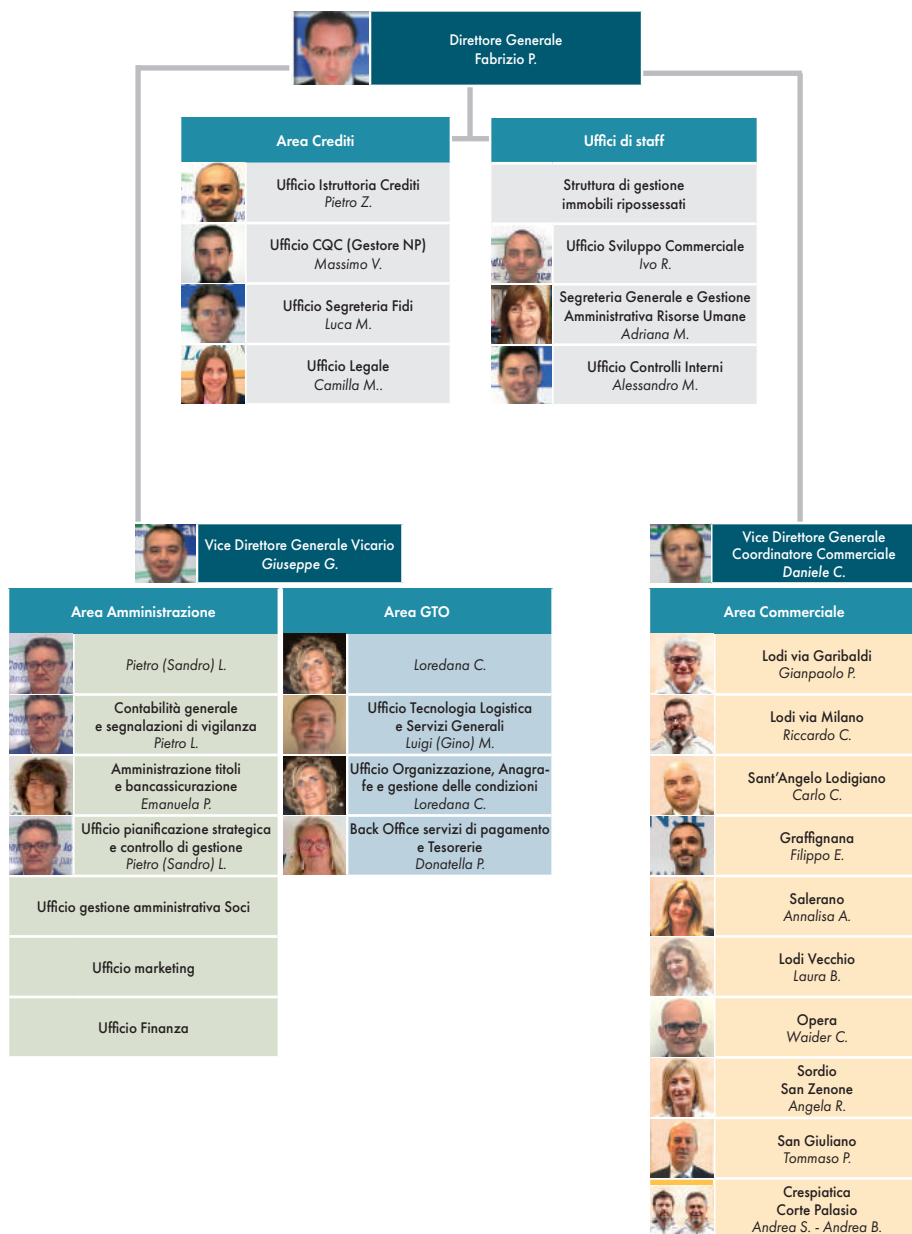 Direttore Generale
Fabrizio P.
Area Crediti
Ufficio Istruttoria Crediti
Pietro Z.
Ufficio CQC (Gestore NP)
Massimo V.
Ufficio Segreteria Fidi
Luca M.
Ufficio Legale
Camilla M..
Uffici di staff
Struttura di gestione
immobili ripossessati
Ufficio Sviluppo Commerciale
Ivo R.
Segreteria Generale e Gestione
Amministrativa Risorse Umane
Adriana M.
Ufficio Controlli Interni
Alessandro M.
Vice Direttore Generale Vicario
Giuseppe G.
Area Amministrazione
Pietro (Sandro) L.
Contabilità generale
e segnalazioni di vigilanza
Pietro L.
Amministrazione titoli
e bancassicurazione
Emanuela P.
Ufficio pianificazione strategica
e controllo di gestione
Pietro (Sandro) L.
Ufficio gestione amministrativa Soci
Ufficio marketing
Ufficio Finanza
Area GTO
Loredana C.
Ufficio Tecnologia Logistica
e Servizi Generali
Luigi (Gino) M.
Ufficio Organizzazione, Anagra-
fe e gestione delle condizioni
Loredana C.
Back Office servizi di pagamento
e Tesorerie
Donatella P.
Vice Direttore Generale
Coordinatore Commerciale
Daniele C.
Area Commerciale
Lodi via Garibaldi
Gianpaolo P.
Lodi via Milano
Riccardo C.
Sant'Angelo Lodigiano
Carlo C.
Graffignana
Filippo E.
Salerano
Annalisa A.
Lodi Vecchio
Laura B.
Opera
Waider C.
Sordio
San Zenone
Angela R.
San Giuliano
Tommaso P.
Crespiatica
Corte Palasio
Andrea S. - Andrea B.